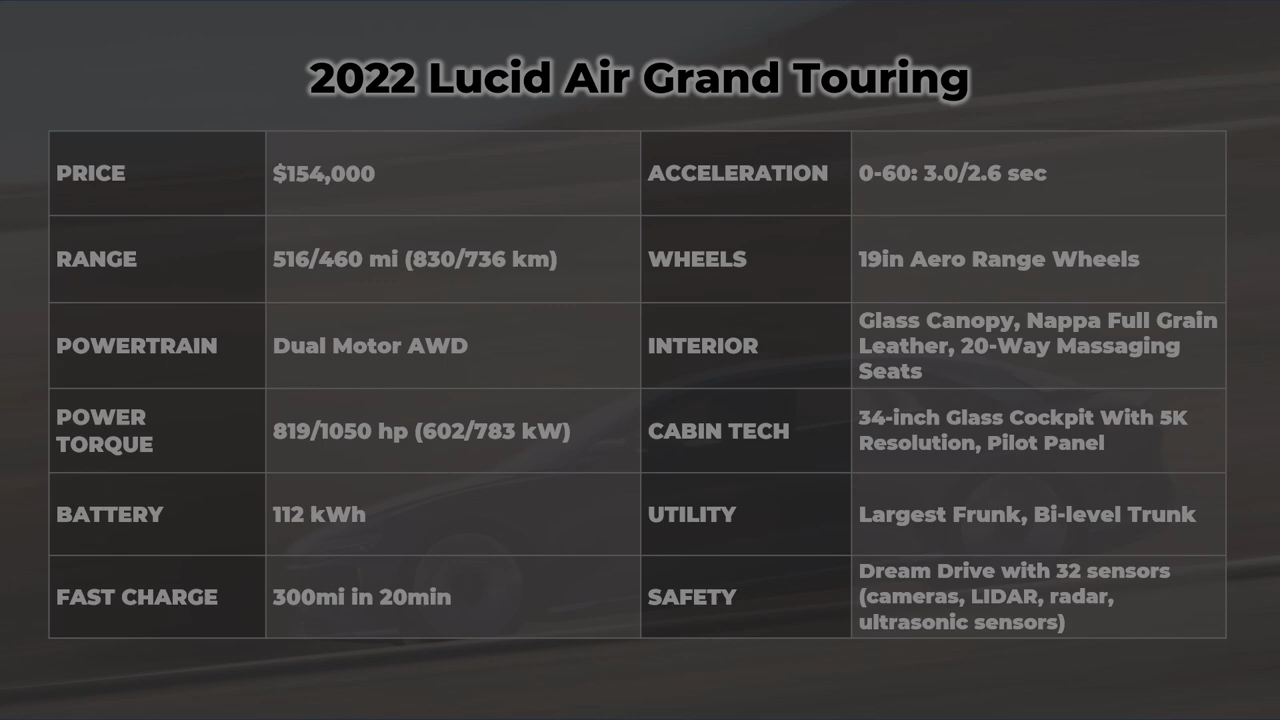 2022 Lucid Air Grand Touring
PRICE
$154,000
ACCELERATION
0-60: 3.0/2.6 sec
RANGE
516/460 mi (830/736 km)
WHEELS
19in Aero Range Wheels
POWERTRAIN
Dual Motor AWD
INTERIOR
Glass Canopy, Nappa Full Grain
Leather, 20-Way Massaging
Seats
POWER
TORQUE
819/1050 hp (602/783 kW)
CABIN TECH
34-inch Glass Cockpit With 5K
Resolution, Pilot Panel
BATTERY
112 kWh
UTILITY
Largest Frunk, Bi-level Trunk
FAST CHARGE
300mi in 20min
SAFETY
Dream Drive with 32 sensors
(cameras, LIDAR, radar,
ultrasonic sensors)